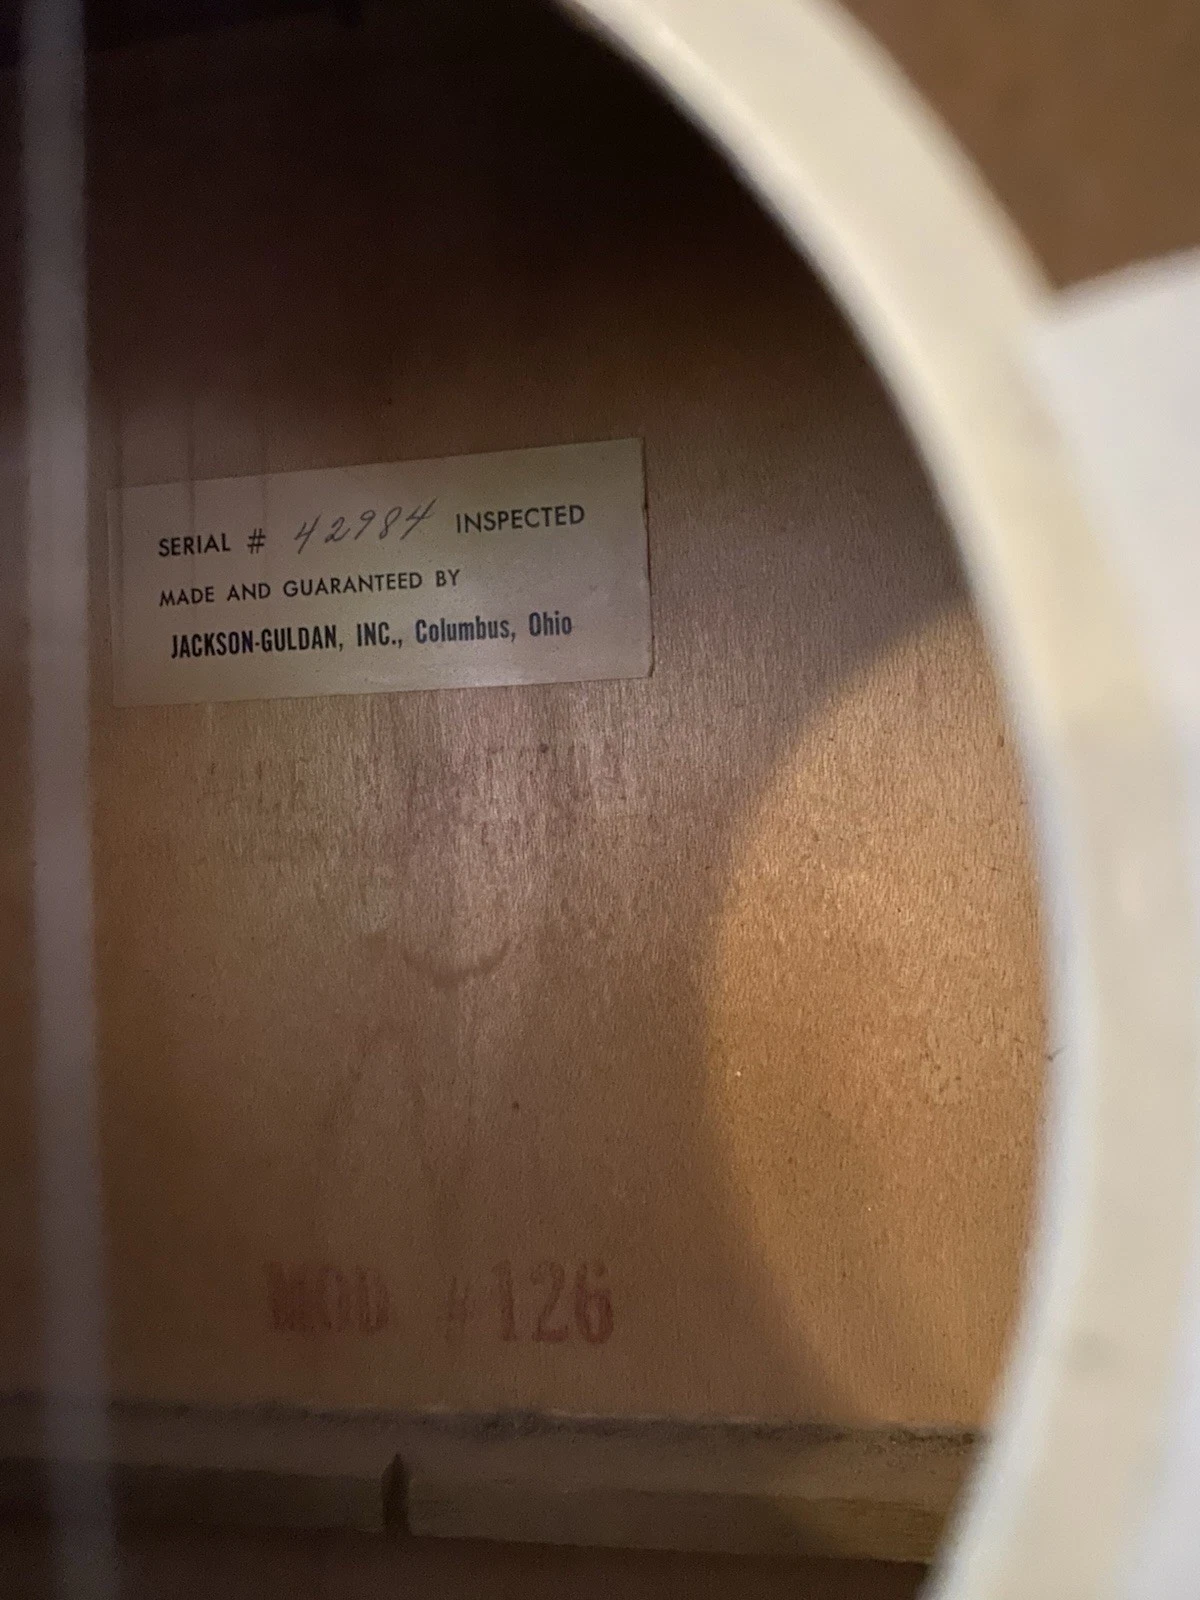 SERIAL # 42984 INSPECTED
MADE AND GUARANTEED BY
JACKSON-GULDAN, INC., Columbus, Ohio
MOD #126